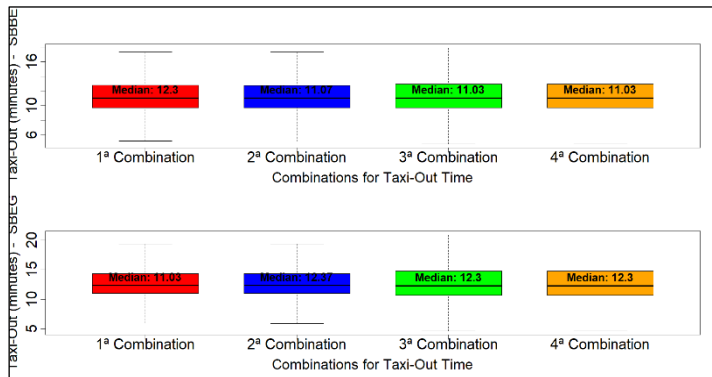 Taxi-Out (minutes) - SBBE
16
10
6
Median: 12.3
Median: 11.07
Median: 11.03
Median: 11.03
1ª Combination
2ª Combination
3ª Combination
4ª Combination
Combinations for Taxi-Out Time
Taxi-Out (minutes) - SBEG
20
15
10
5
Median: 11.03
Median: 12.37
Median: 12.3
Median: 12.3
1ª Combination
2ª Combination
3ª Combination
4ª Combination
Combinations for Taxi-Out Time